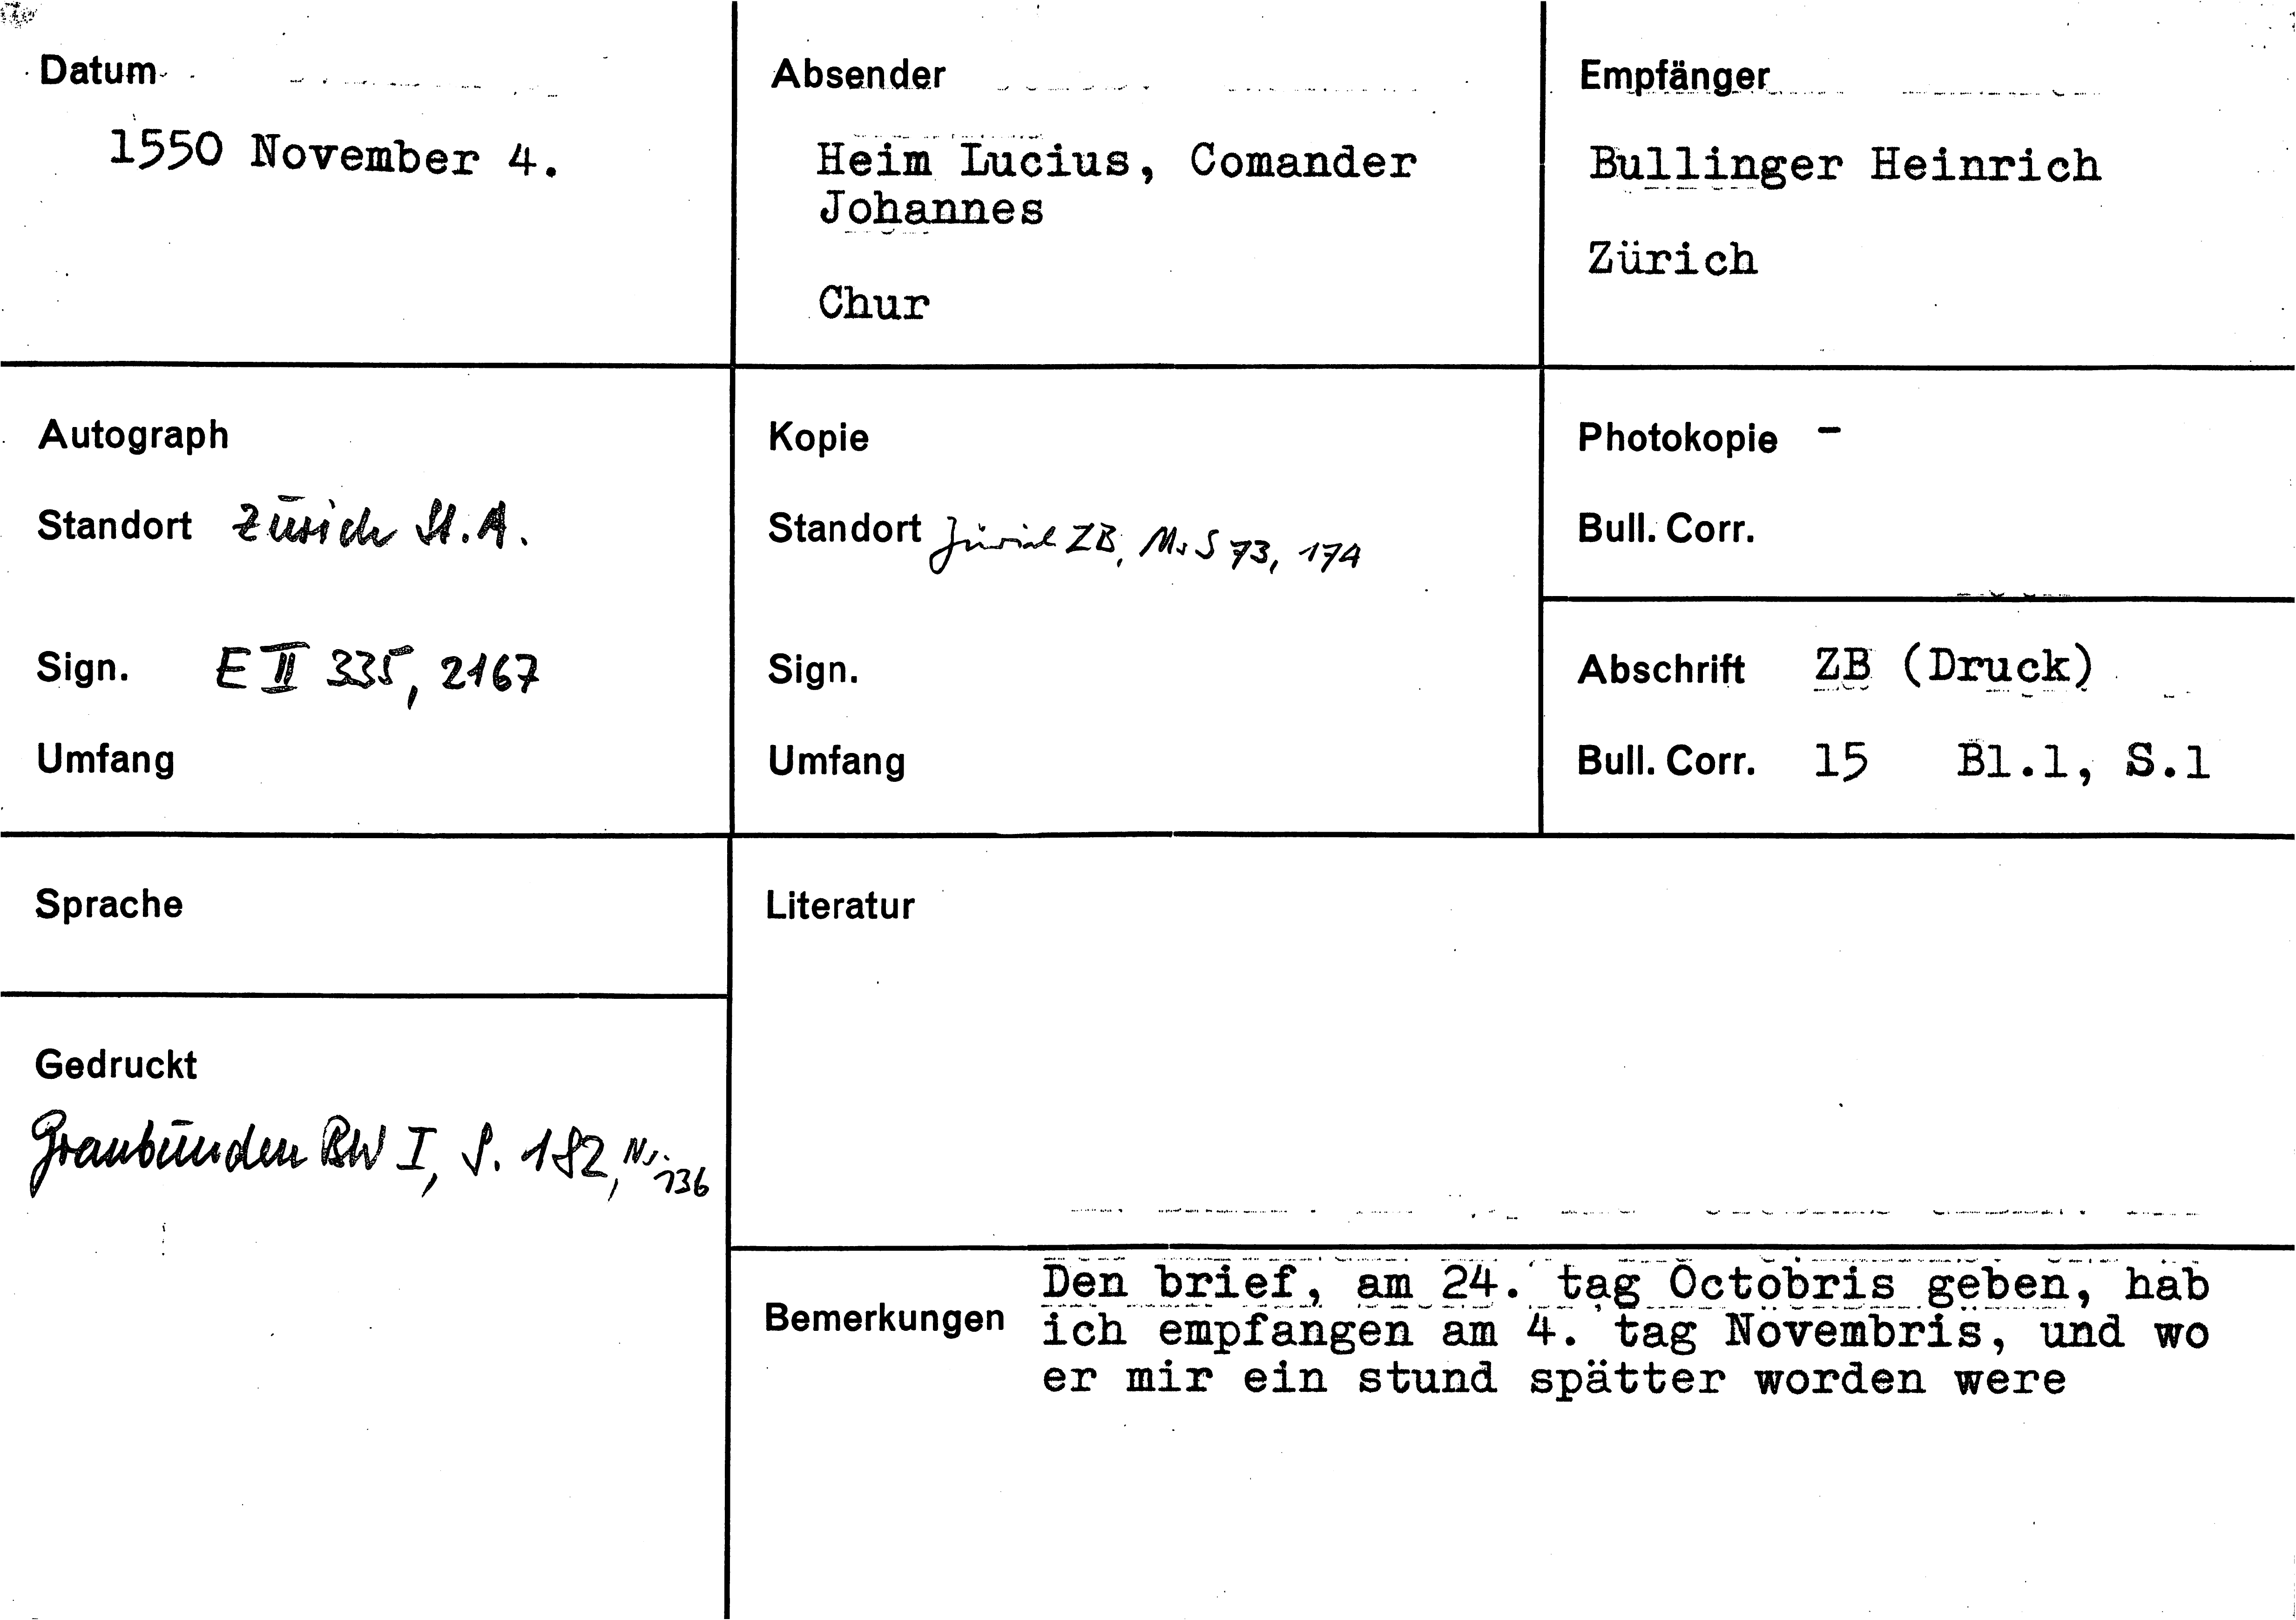 Datum
1550 November 4.
Absender
Heim Lucius, Comander
Johannes
Chur
Empfänger
Bullinger Heinrich
Zürich
Autograph
Standort Zürich St.A.
Sign. E II 335, 2167
Umfang
Kopie
Standort Zürich ZB, Ms S 73, 174
Sign.
Umfang
Photokopie -
Bull. Corr.
Abschrift ZB (Druck)
Bull. Corr. 15 Bl.1, S.1
Sprache
Gedruckt
Graubünden BW I, S. 182, Nr. 136
Literatur
Bemerkungen
Den brief, am 24. tag Octobris geben, hab
ich empfangen am 4. tag Novembris, und wo
er mir ein stund spätter worden were